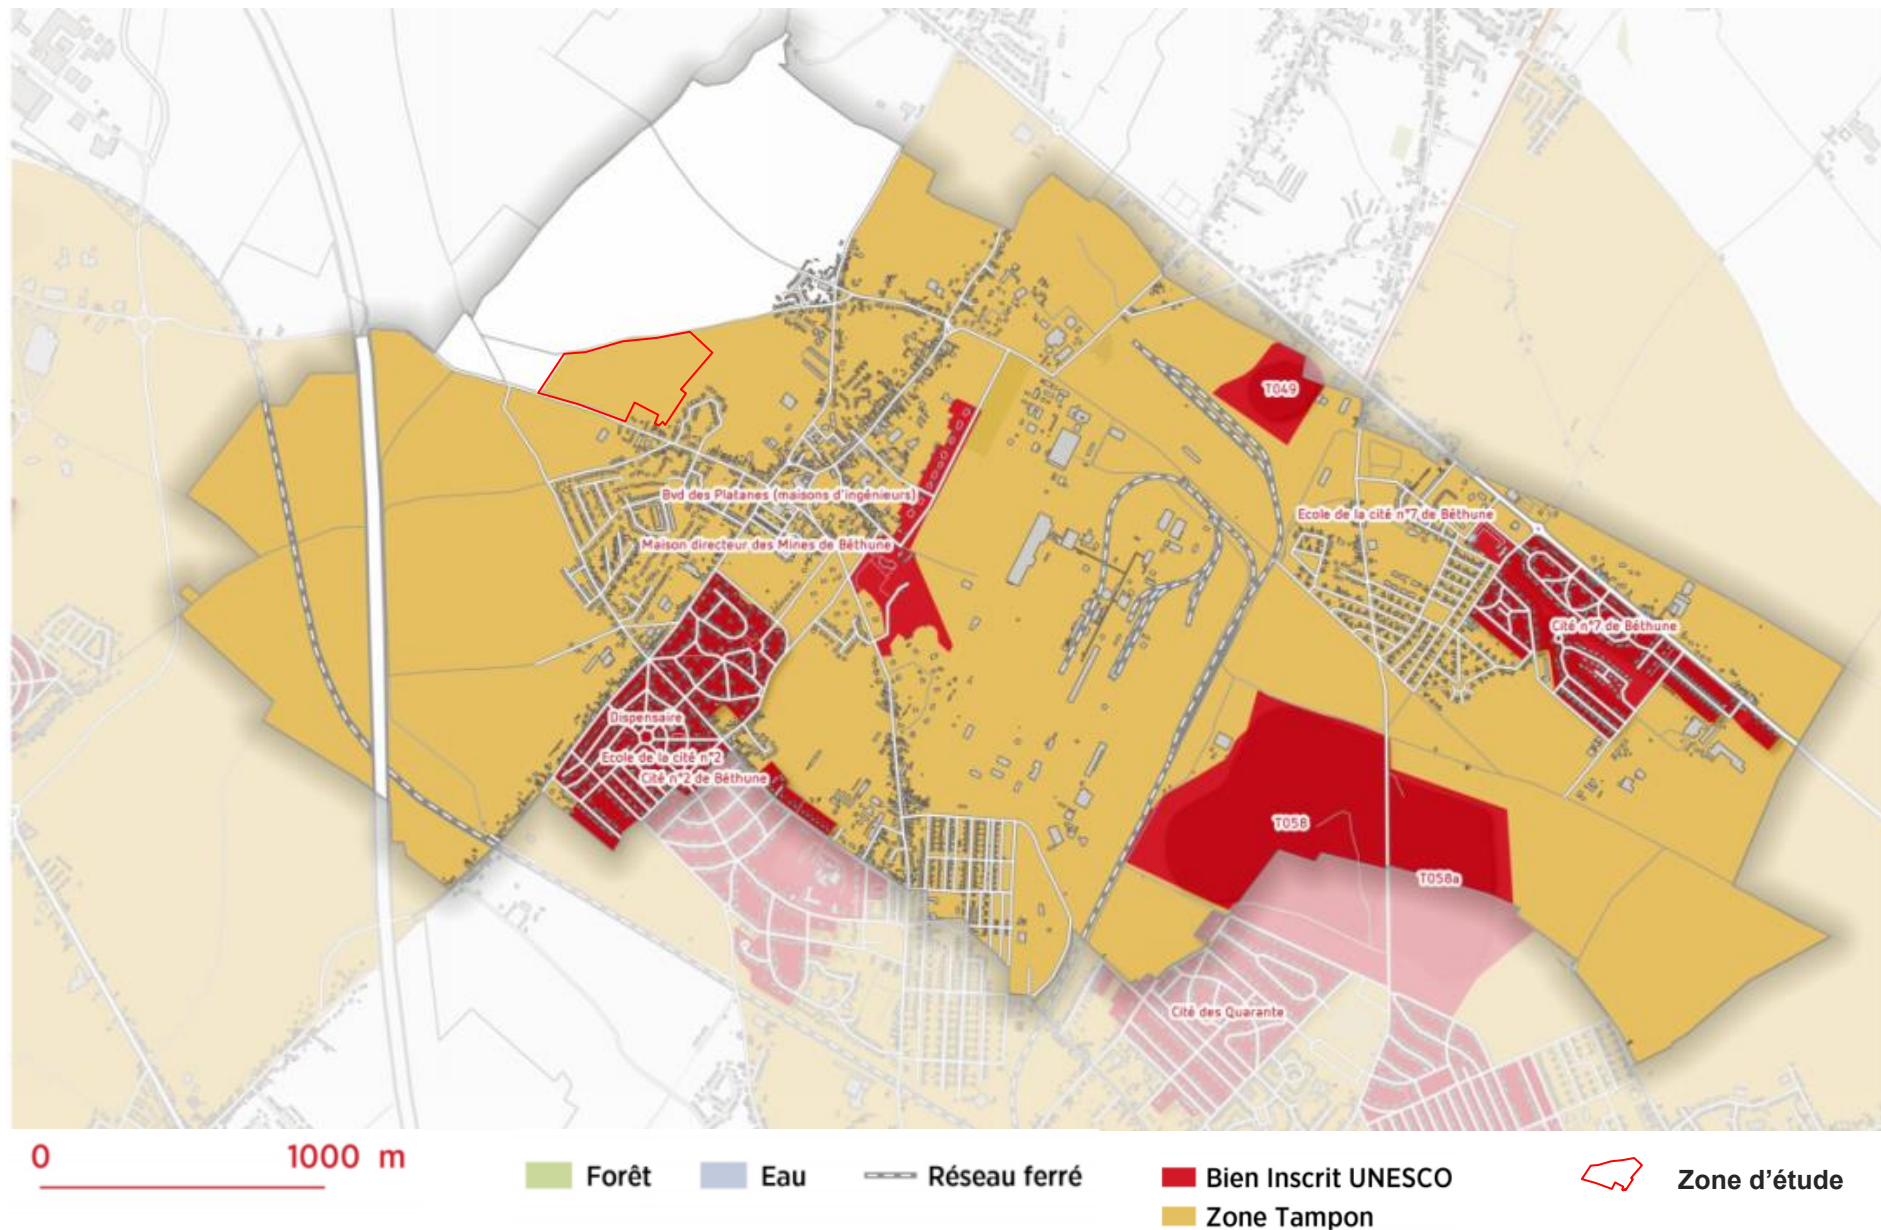 T049
Bvd des Platanes (maisons d'ingénieurs)
Ecole de la cité n°7 de Béthune
Maison directeur des Mines de Béthune
Cité n°7 de Béthune
Dispensaire
Ecole de la cité n°2
Cité n°2 de Béthune
T058
T058a
Cité des Quarante
0 1000 m
Forêt
Eau
Réseau ferré
Bien Inscrit UNESCO
Zone Tampon
Zone d'étude